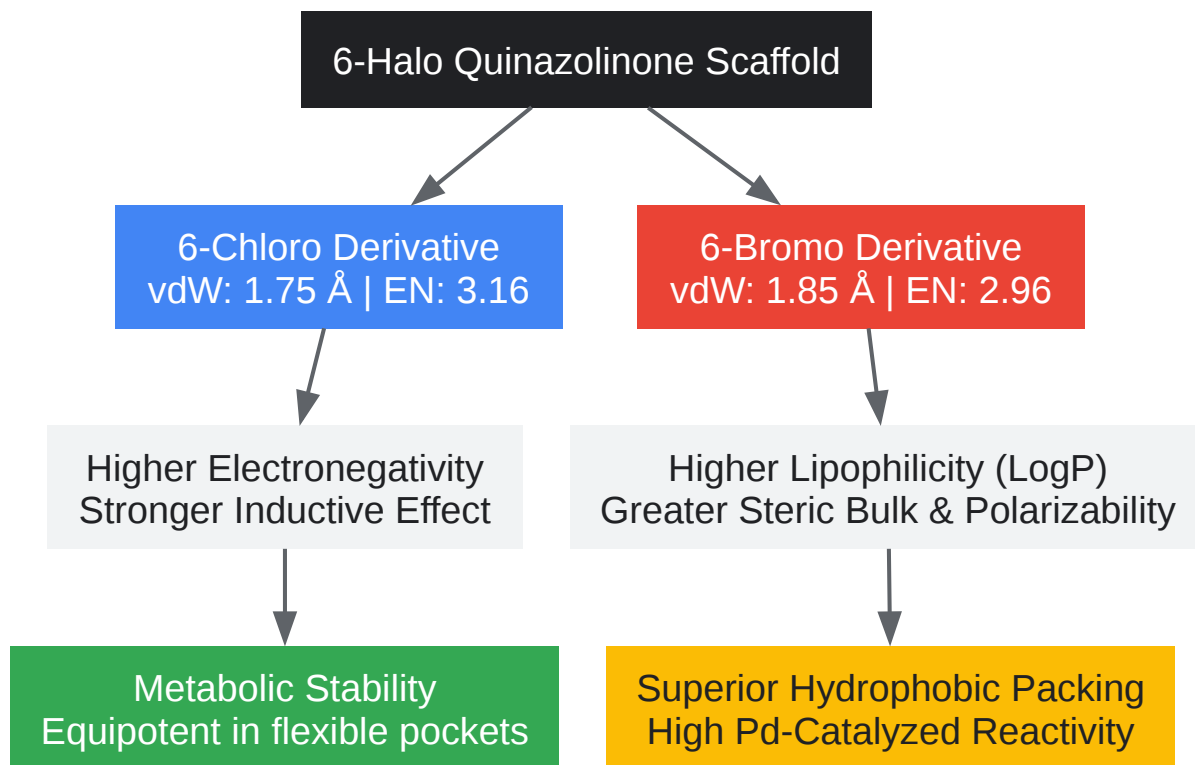 6-Halo Quinazolinone Scaffold
6-Chloro Derivative
vdW: 1.75 Å | EN: 3.16
6-Bromo Derivative
vdW: 1.85 Å | EN: 2.96
Higher Electronegativity
Stronger Inductive Effect
Higher Lipophilicity (LogP)
Greater Steric Bulk & Polarizability
Metabolic Stability
Equipotent in flexible pockets
Superior Hydrophobic Packing
High Pd-Catalyzed Reactivity